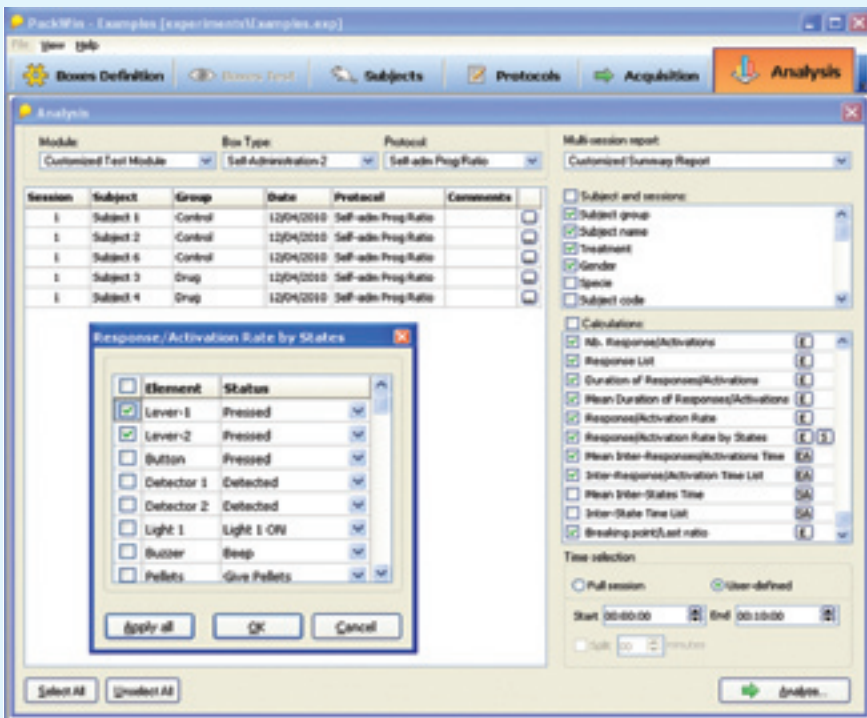 PackWin - Examples [experiments\Examples.exp]
File View Help
Boxes Definition Boxes Test Subjects Protocols Acquisition Analysis
Analysis
Module: Box Type: Protocol:
Customized Test Module Self-Administration-2 Self-adm Prog Ratio
Multi-session report:
Customized Summary Report
Session Subject Group Date Protocol Comments
1 Subject 1 Control 12/04/2010 Self-adm Prog Ratio
1 Subject 2 Control 12/04/2010 Self-adm Prog Ratio
1 Subject 6 Control 12/04/2010 Self-adm Prog Ratio
1 Subject 3 Drug 12/04/2010 Self-adm Prog Ratio
1 Subject 4 Drug 12/04/2010 Self-adm Prog Ratio
Response/Activation Rate by States
Element Status
Lever-1 Pressed
Lever-2 Pressed
Button Pressed
Detector 1 Detected
Detector 2 Detected
Light 1 Light 1 ON
Buzzer Beep
Pellets Give Pellets
Apply all OK Cancel
Subject and sessions:
Subject group
Subject name
Treatment
Gender
Specie
Subject code
Calculations:
Nb. Response/Activations E
Response List E
Duration of Responses/Activations E
Mean Duration of Responses/Activations E
Response/Activation Rate E
Response/Activation Rate by States E S
Mean Inter-Responses/Activations Time EA
Inter-Response/Activation Time List EA
Mean Inter-States Time SA
Inter-State Time List SA
Breaking point/Last ratio E
Time selection
Full session User-defined
Start 00:00:00 End 00:10:00
Split 00 minutes
Select All Unselect All Analyse...